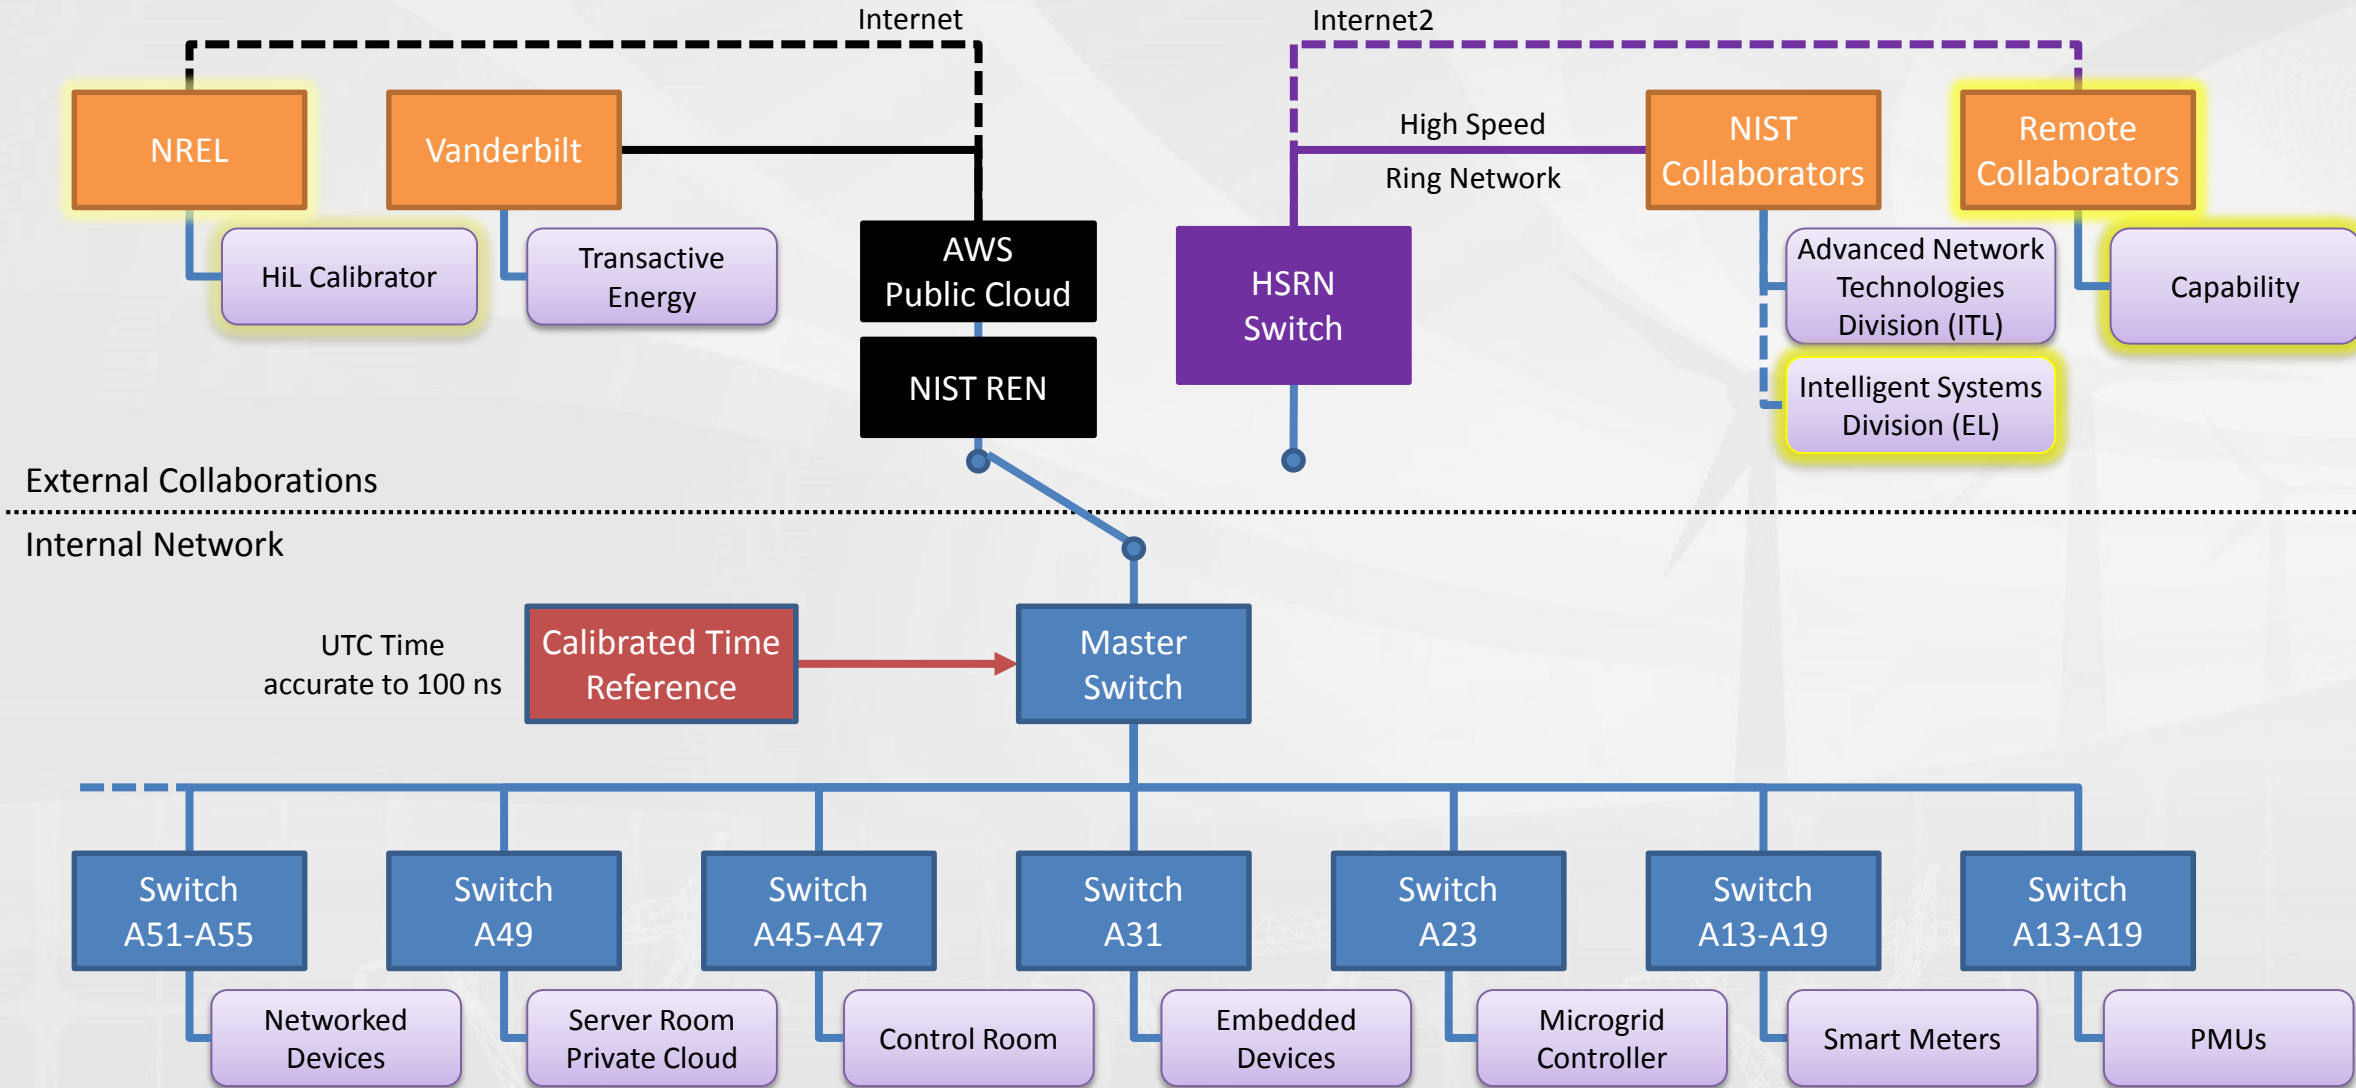 Internet
Internet2
NREL
Vanderbilt
High Speed
Ring Network
NIST
Collaborators
Remote
Collaborators
HiL Calibrator
Transactive
Energy
AWS
Public Cloud
NIST REN
HSRN
Switch
Advanced Network
Technologies
Division (ITL)
Intelligent Systems
Division (EL)
Capability
External Collaborations
Internal Network
UTC Time
accurate to 100 ns
Calibrated Time
Reference
Master
Switch
Switch
A51-A55
Switch
A49
Switch
A45-A47
Switch
A31
Switch
A23
Switch
A13-A19
Switch
A13-A19
Networked
Devices
Server Room
Private Cloud
Control Room
Embedded
Devices
Microgrid
Controller
Smart Meters
PMUs